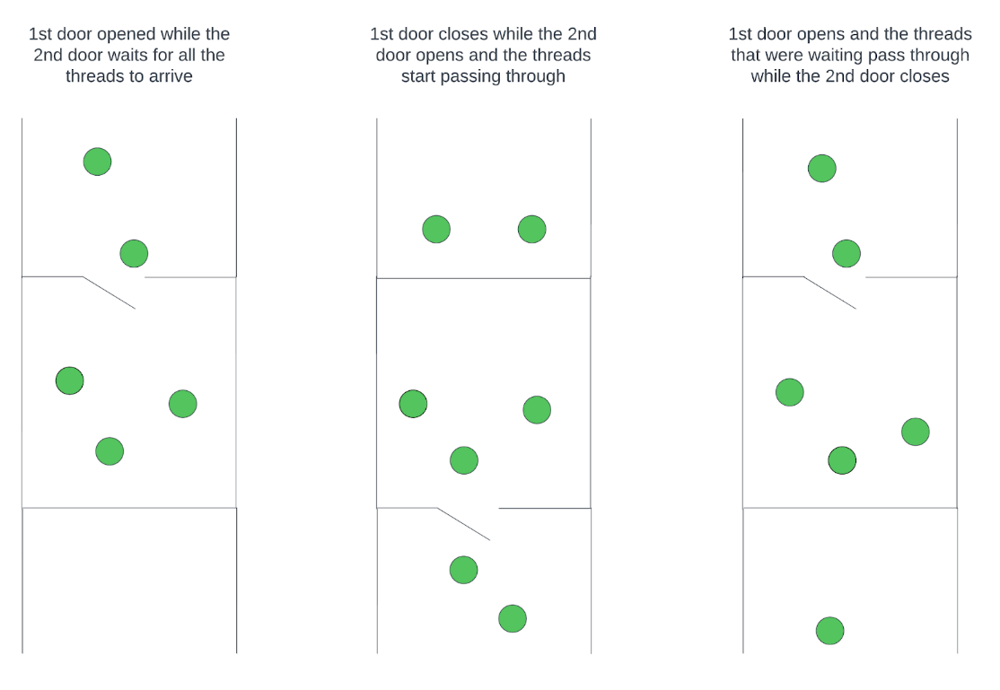 1st door opened while the
2nd door waits for all the
threads to arrive
1st door closes while the 2nd
door opens and the threads
start passing through
1st door opens and the threads
that were waiting pass through
while the 2nd door closes